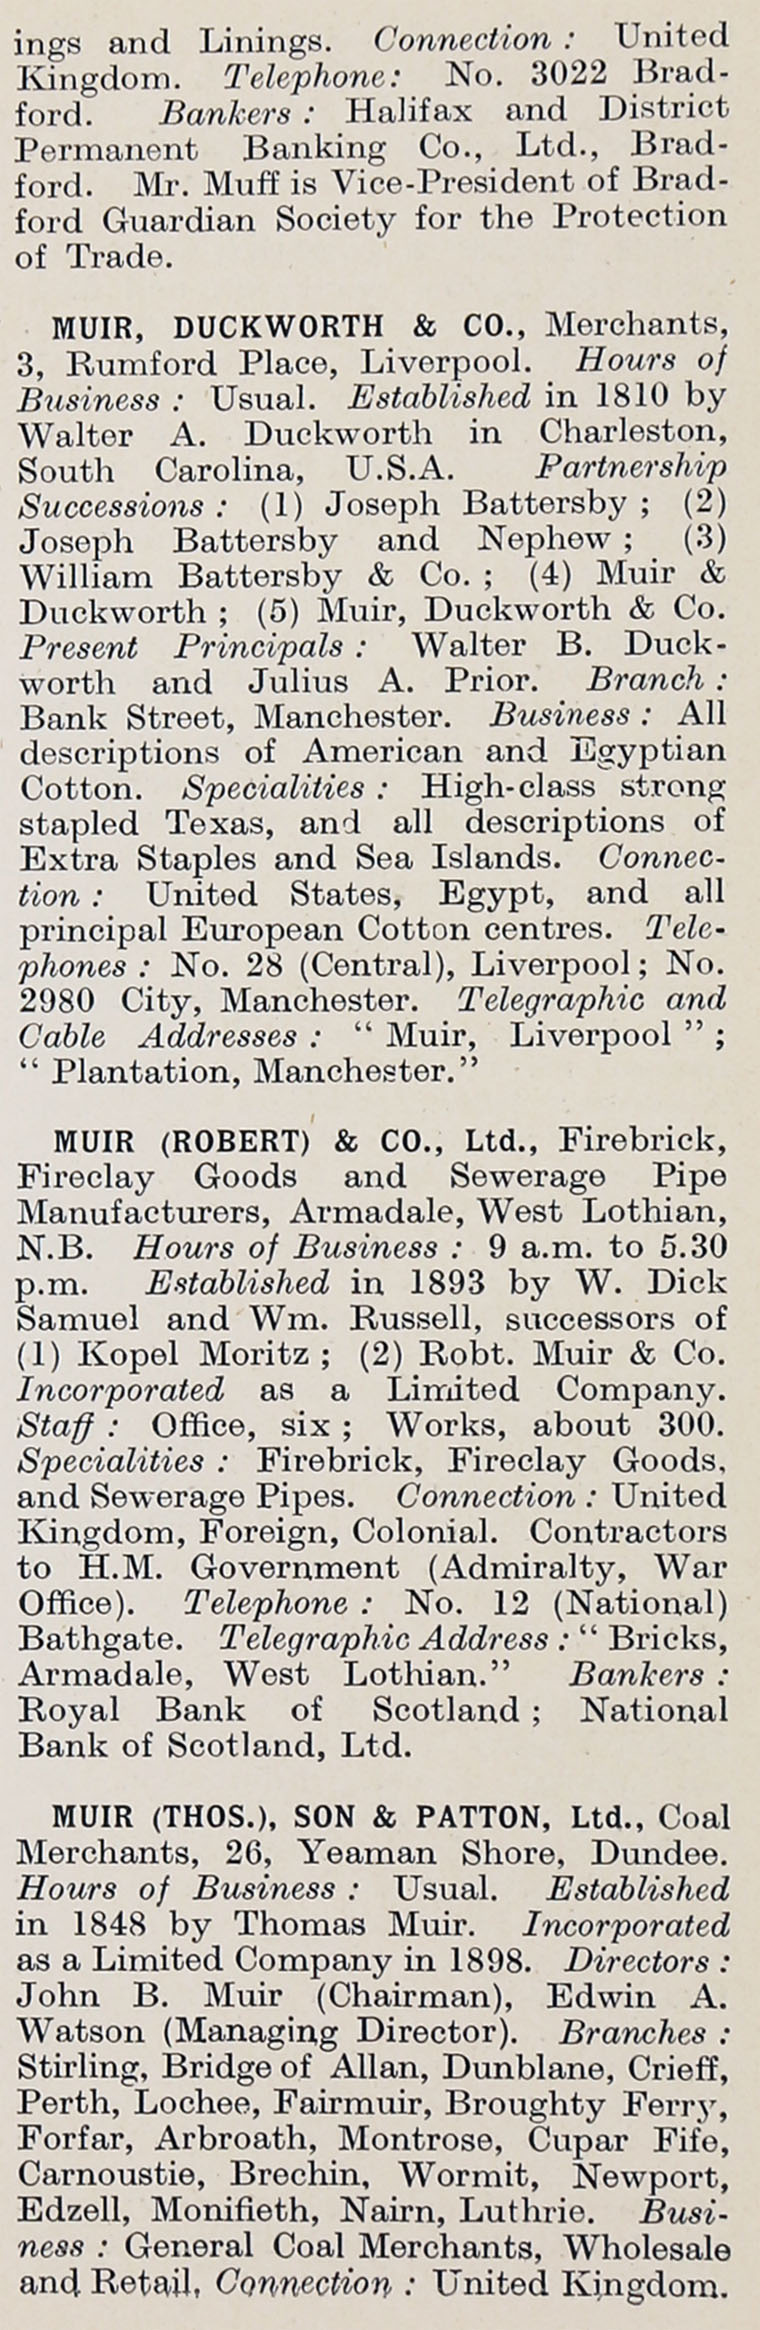 ings and Linings. Connection : United
Kingdom. Telephone: No. 3022 Brad-
ford. Bankers : Halifax and District
Permanent Banking Co., Ltd., Brad-
ford. Mr. Muff is Vice-President of Brad-
ford Guardian Society for the Protection
of Trade.
MUIR, DUCKWORTH & CO., Merchants,
3, Rumford Place, Liverpool. Hours of
Business : Usual. Established in 1810 by
Walter A. Duckworth in Charleston,
South Carolina, U.S.A. Partnership
Successions : (1) Joseph Battersby ; (2)
Joseph Battersby and Nephew ; (3)
William Battersby & Co. ; (4) Muir &
Duckworth ; (5) Muir, Duckworth & Co.
Present Principals : Walter B. Duck-
worth and Julius A. Prior. Branch :
Bank Street, Manchester. Business : All
descriptions of American and Egyptian
Cotton. Specialities : High-class strong
stapled Texas, and all descriptions of
Extra Staples and Sea Islands. Connec-
tion : United States, Egypt, and all
principal European Cotton centres. Tele-
phones : No. 28 (Central), Liverpool; No.
2980 City, Manchester. Telegraphic and
Cable Addresses : “ Muir, Liverpool ” ;
“ Plantation, Manchester.”
MUIR (ROBERT) & CO., Ltd., Firebrick,
Fireclay Goods and Sewerage Pipe
Manufacturers, Armadale, West Lothian,
N.B. Hours of Business : 9 a.m. to 5.30
p.m. Established in 1893 by W. Dick
Samuel and Wm. Russell, successors of
(1) Kopel Moritz ; (2) Robt. Muir & Co.
Incorporated as a Limited Company.
Staff : Office, six ; Works, about 300.
Specialities : Firebrick, Fireclay Goods,
and Sewerage Pipes. Connection : United
Kingdom, Foreign, Colonial. Contractors
to H.M. Government (Admiralty, War
Office). Telephone : No. 12 (National)
Bathgate. Telegraphic Address : “ Bricks,
Armadale, West Lothian.” Bankers :
Royal Bank of Scotland ; National
Bank of Scotland, Ltd.
MUIR (THOS.), SON & PATTON, Ltd., Coal
Merchants, 26, Yeaman Shore, Dundee.
Hours of Business : Usual. Established
in 1848 by Thomas Muir. Incorporated
as a Limited Company in 1898. Directors :
John B. Muir (Chairman), Edwin A.
Watson (Managing Director). Branches :
Stirling, Bridge of Allan, Dunblane, Crieff,
Perth, Lochee, Fairmuir, Broughty Ferry,
Forfar, Arbroath, Montrose, Cupar Fife,
Carnoustie, Brechin, Wormit, Newport,
Edzell, Monifieth, Nairn, Luthrie. Busi-
ness : General Coal Merchants, Wholesale
and Retail, Connection : United Kingdom.